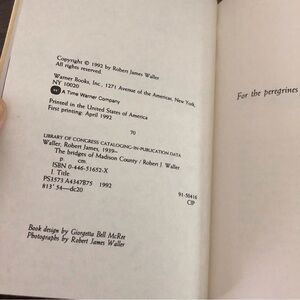 Copyright © 1992 by Robert James Waller
All rights reserved.
Warner Books, Inc., 1271 Avenue of the Americas, New York,
NY 10020
A Time Warner Company
Printed in the United States of America
First printing: April 1992
70
LIBRARY OF CONGRESS CATALOGING-IN-PUBLICATION DATA
Waller, Robert James, 1939–
The bridges of Madison County / Robert J. Waller
p. cm.
ISBN 0-446-51652-X
I. Title
PS3573.A4347B75 1992
813'.54—dc20
91-50416
CIP
Book design by Giorgetta Bell McRee
Photographs by Robert James Waller
For the peregrines